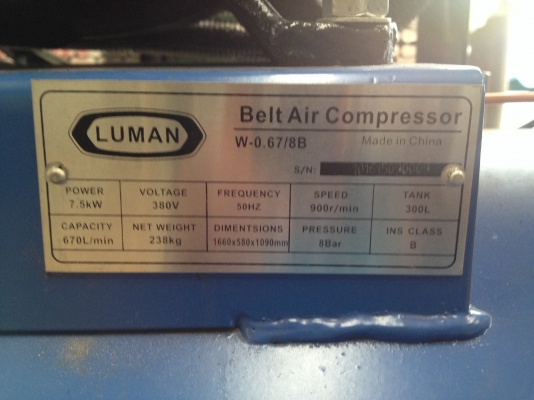 LUMAN
Belt Air Compressor
W-0.67/8B Made in China
S/N:
POWER VOLTAGE FREQUENCY SPEED TANK
7.5kW 380V 50HZ 900r/min 300L
CAPACITY NET WEIGHT DIMENTSIONS PRESSURE INS CLASS
670L/min 238kg 1660x580x1090mm 8Bar B